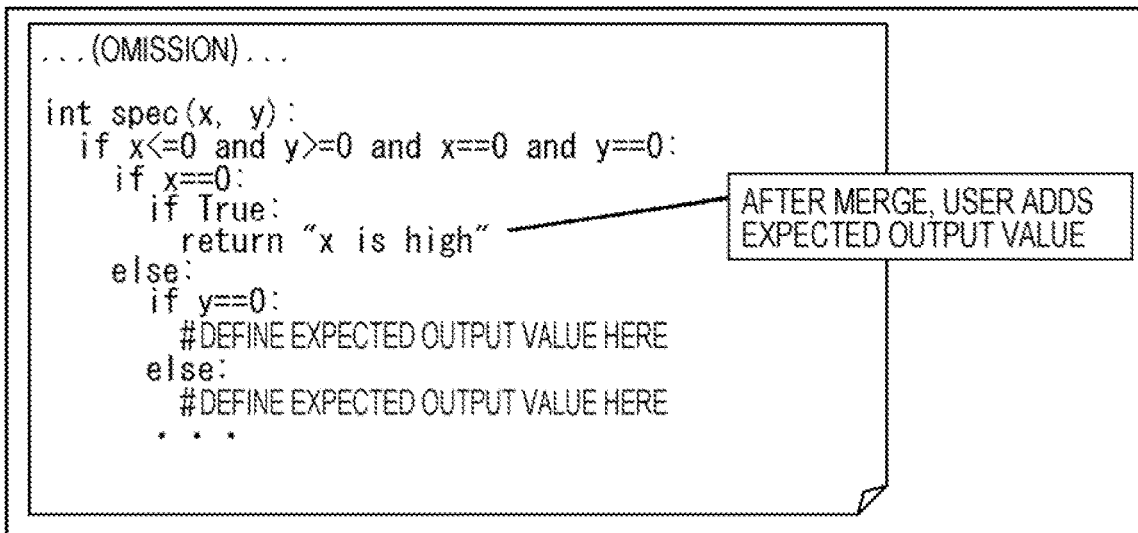 ...(OMISSION)...
int spec(x, y):
if x<=0 and y>=0 and x==0 and y==0:
if x==0:
if True:
return "x is high"
else:
if y==0:
#DEFINE EXPECTED OUTPUT VALUE HERE
else:
#DEFINE EXPECTED OUTPUT VALUE HERE
...
AFTER MERGE, USER ADDS
EXPECTED OUTPUT VALUE